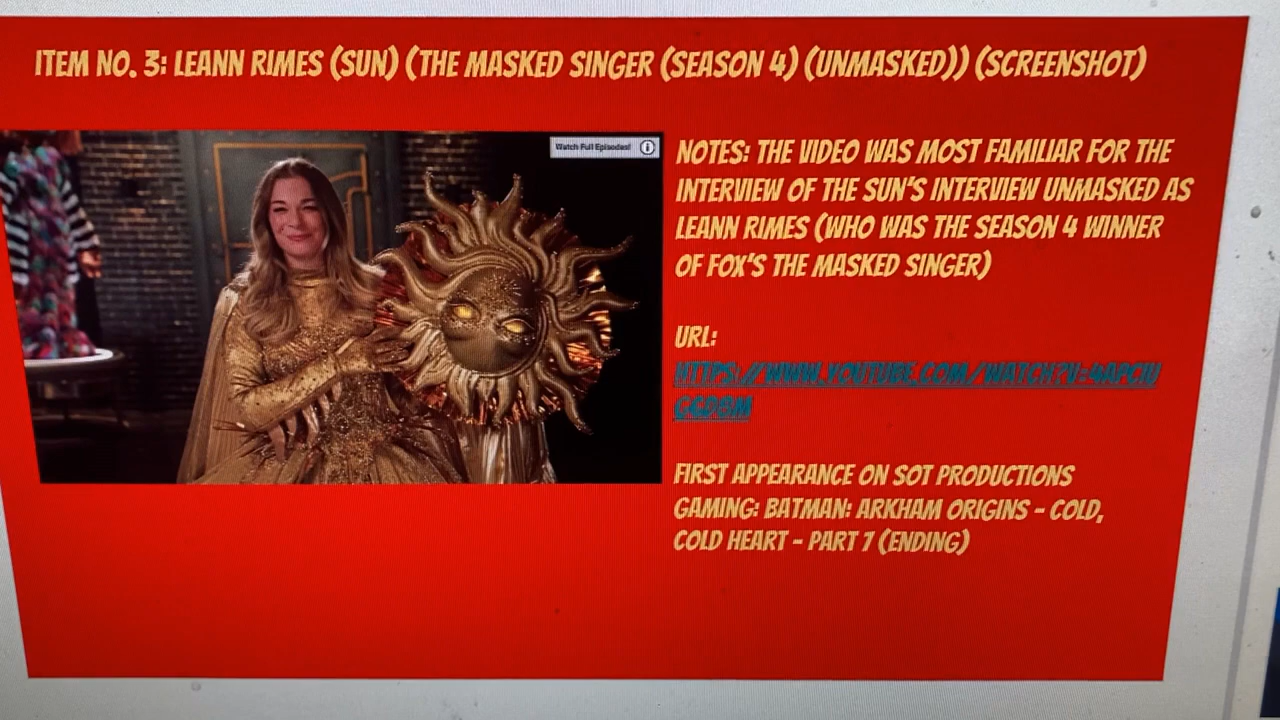 ITEM NO. 3: LEANN RIMES (SUN) (THE MASKED SINGER (SEASON 4) (UNMASKED)) (SCREENSHOT)
Watch Full Episodes!
NOTES: THE VIDEO WAS MOST FAMILIAR FOR THE
INTERVIEW OF THE SUN'S INTERVIEW UNMASKED AS
LEANN RIMES (WHO WAS THE SEASON 4 WINNER
OF FOX'S THE MASKED SINGER)
URL:
FIRST APPEARANCE ON SOT PRODUCTIONS
GAMING: BATMAN: ARKHAM ORIGINS - COLD,
COLD HEART - PART 7 (ENDING)